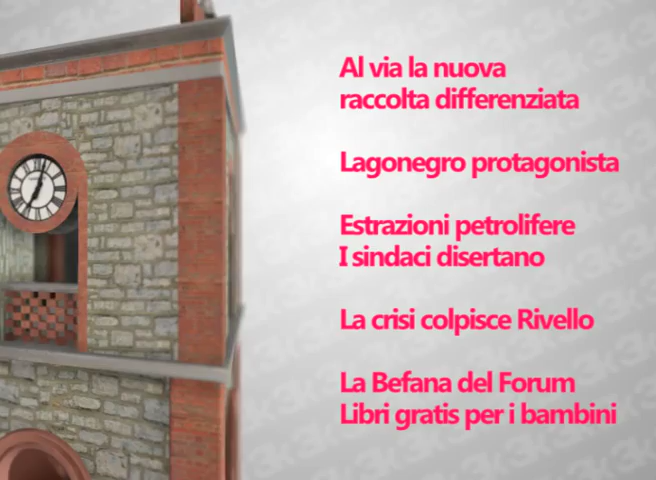 Al via la nuova
raccolta differenziata
Lagonegro protagonista
Estrazioni petrolifere
I sindaci disertano
La crisi colpisce Rivello
La Befana del Forum
Libri gratis per i bambini